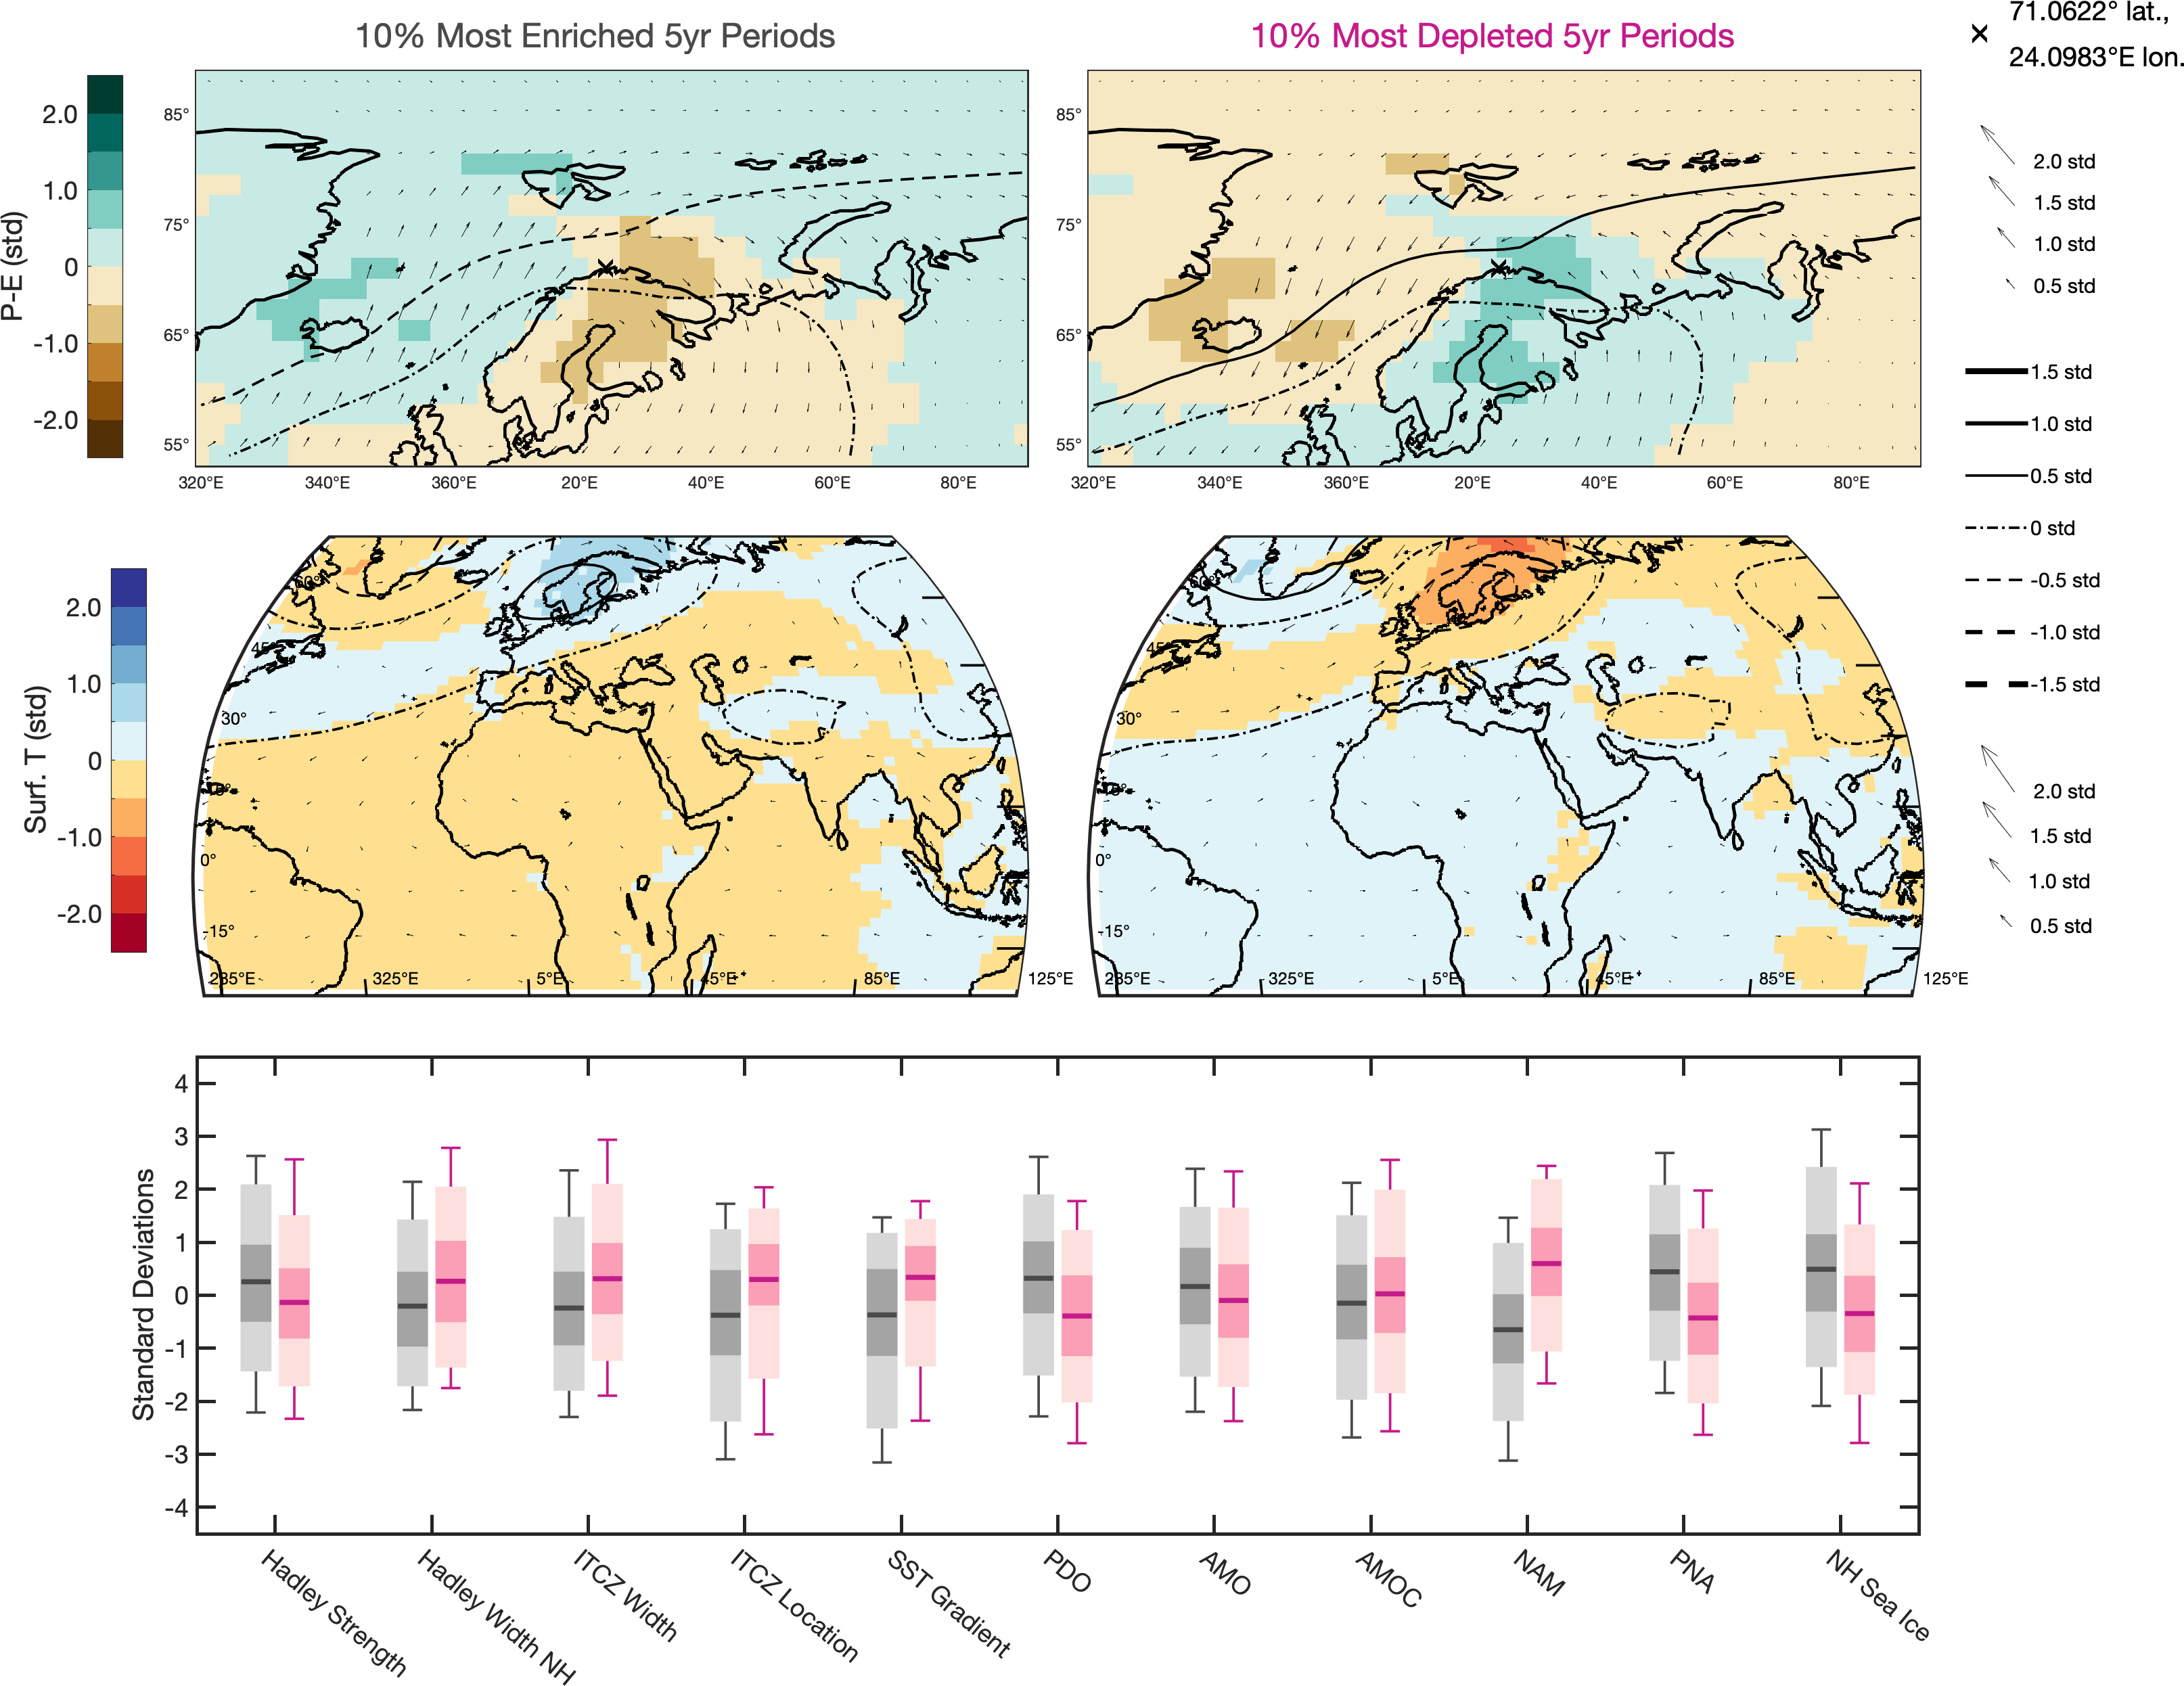 10% Most Enriched 5yr Periods
10% Most Depleted 5yr Periods
71.0622° lat.,
24.0983°E lon.
P-E (std)
2.0
1.0
0
-1.0
-2.0
85°
75°
65°
55°
320°E 340°E 360°E 20°E 40°E 60°E 80°E
85°
75°
65°
55°
320°E 340°E 360°E 20°E 40°E 60°E 80°E
2.0 std
1.5 std
1.0 std
0.5 std
1.5 std
1.0 std
0.5 std
0 std
-0.5 std
-1.0 std
-1.5 std
Surf. T (std)
2.0
1.0
0
-1.0
-2.0
60°
45°
30°
15°
0°
-15°
285°E 325°E 5°E 45°E 85°E 125°E
60°
45°
30°
15°
0°
-15°
285°E 325°E 5°E 45°E 85°E 125°E
2.0 std
1.5 std
1.0 std
0.5 std
Standard Deviations
4
3
2
1
0
-1
-2
-3
-4
Hadley Strength
Hadley Width NH
ITCZ Width
ITCZ Location
SST Gradient
PDO
AMO
AMOC
NAM
PNA
NH Sea Ice